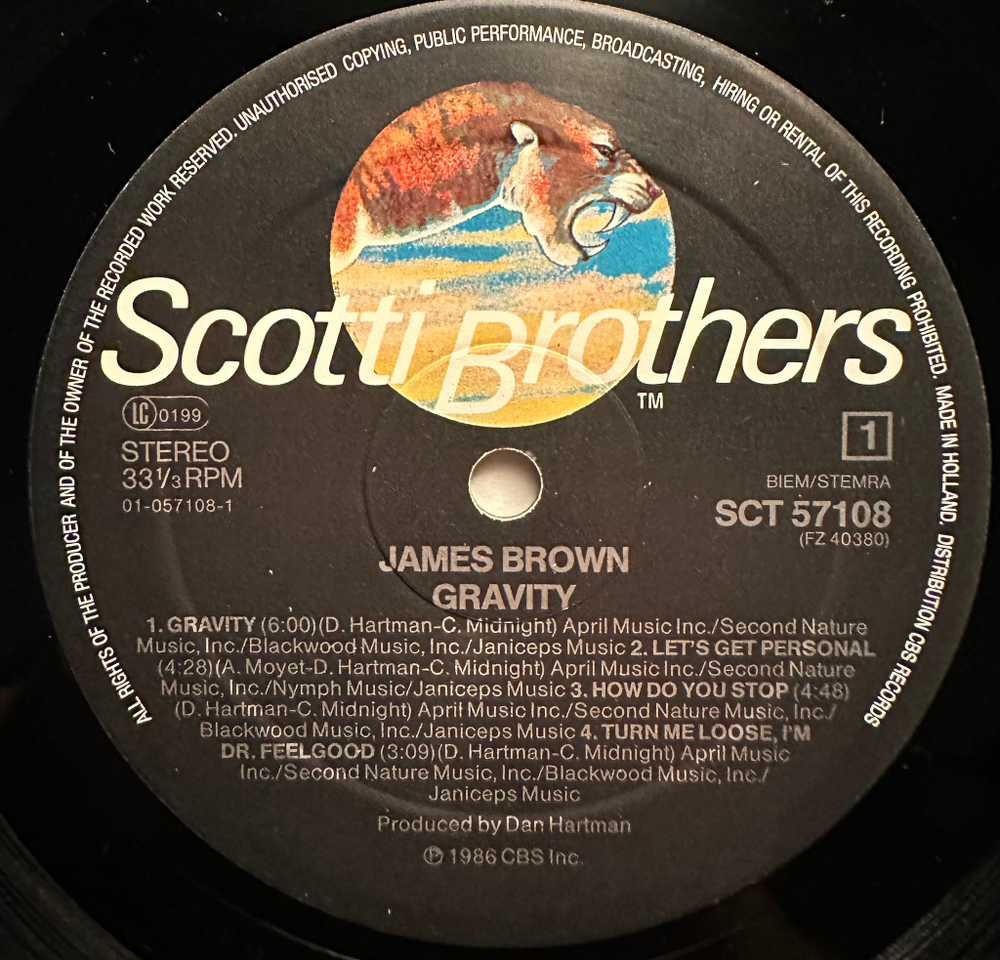 ALL RIGHTS OF THE PRODUCER AND OF THE OWNER OF THE RECORDED WORK RESERVED. UNAUTHORISED COPYING, PUBLIC PERFORMANCE, BROADCASTING, HIRING OR RENTAL OF THIS RECORDING PROHIBITED. MADE IN HOLLAND. DISTRIBUTION CBS RECORDS
Scotti Brothers
TM
LC 0199
STEREO
33⅓ RPM
01-057108-1
1
BIEM/STEMRA
SCT 57108
(FZ 40380)
JAMES BROWN
GRAVITY
1. GRAVITY (6:00)(D. Hartman-C. Midnight) April Music Inc./Second Nature
Music, Inc./Blackwood Music, Inc./Janiceps Music 2. LET'S GET PERSONAL
(4:28)(A. Moyet-D. Hartman-C. Midnight) April Music Inc./Second Nature
Music, Inc./Nymph Music/Janiceps Music 3. HOW DO YOU STOP (4:48)
(D. Hartman-C. Midnight) April Music Inc./Second Nature Music, Inc./
Blackwood Music, Inc./Janiceps Music 4. TURN ME LOOSE, I'M
DR. FEELGOOD (3:09)(D. Hartman-C. Midnight) April Music
Inc./Second Nature Music, Inc./Blackwood Music, Inc./
Janiceps Music
Produced by Dan Hartman
℗ 1986 CBS Inc.